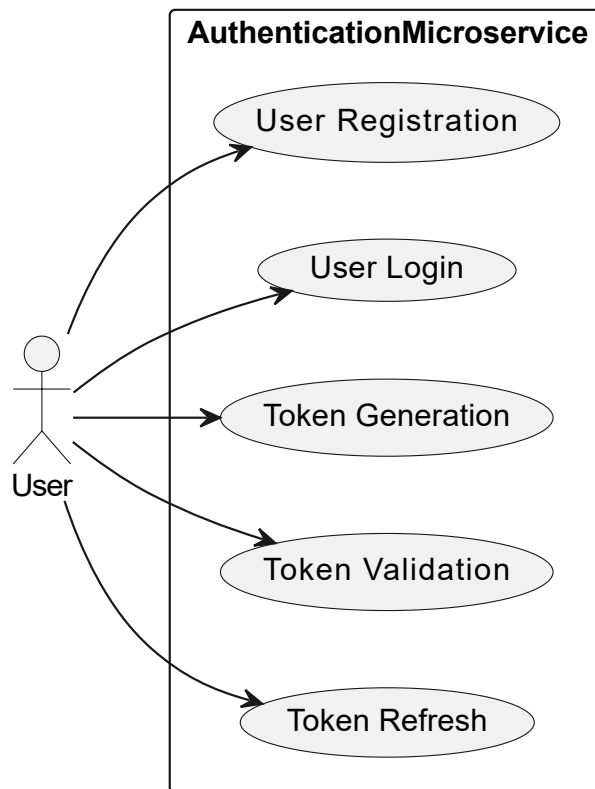 AuthenticationMicroservice
User Registration
User Login
Token Generation
User
Token Validation
Token Refresh